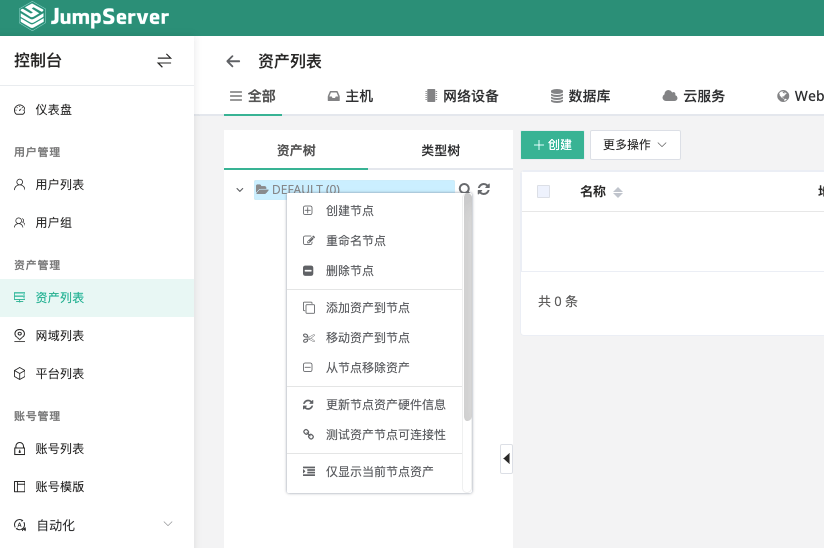 JumpServer
控制台
仪表盘
用户管理
用户列表
用户组
资产管理
资产列表
网域列表
平台列表
账号管理
账号列表
账号模版
自动化
资产列表
全部 主机 网络设备 数据库 云服务 Web
资产树 类型树
DEFAULT (0)
创建节点
重命名节点
删除节点
添加资产到节点
移动资产到节点
从节点移除资产
更新节点资产硬件信息
测试资产节点可连接性
仅显示当前节点资产
创建 更多操作
名称
共 0 条